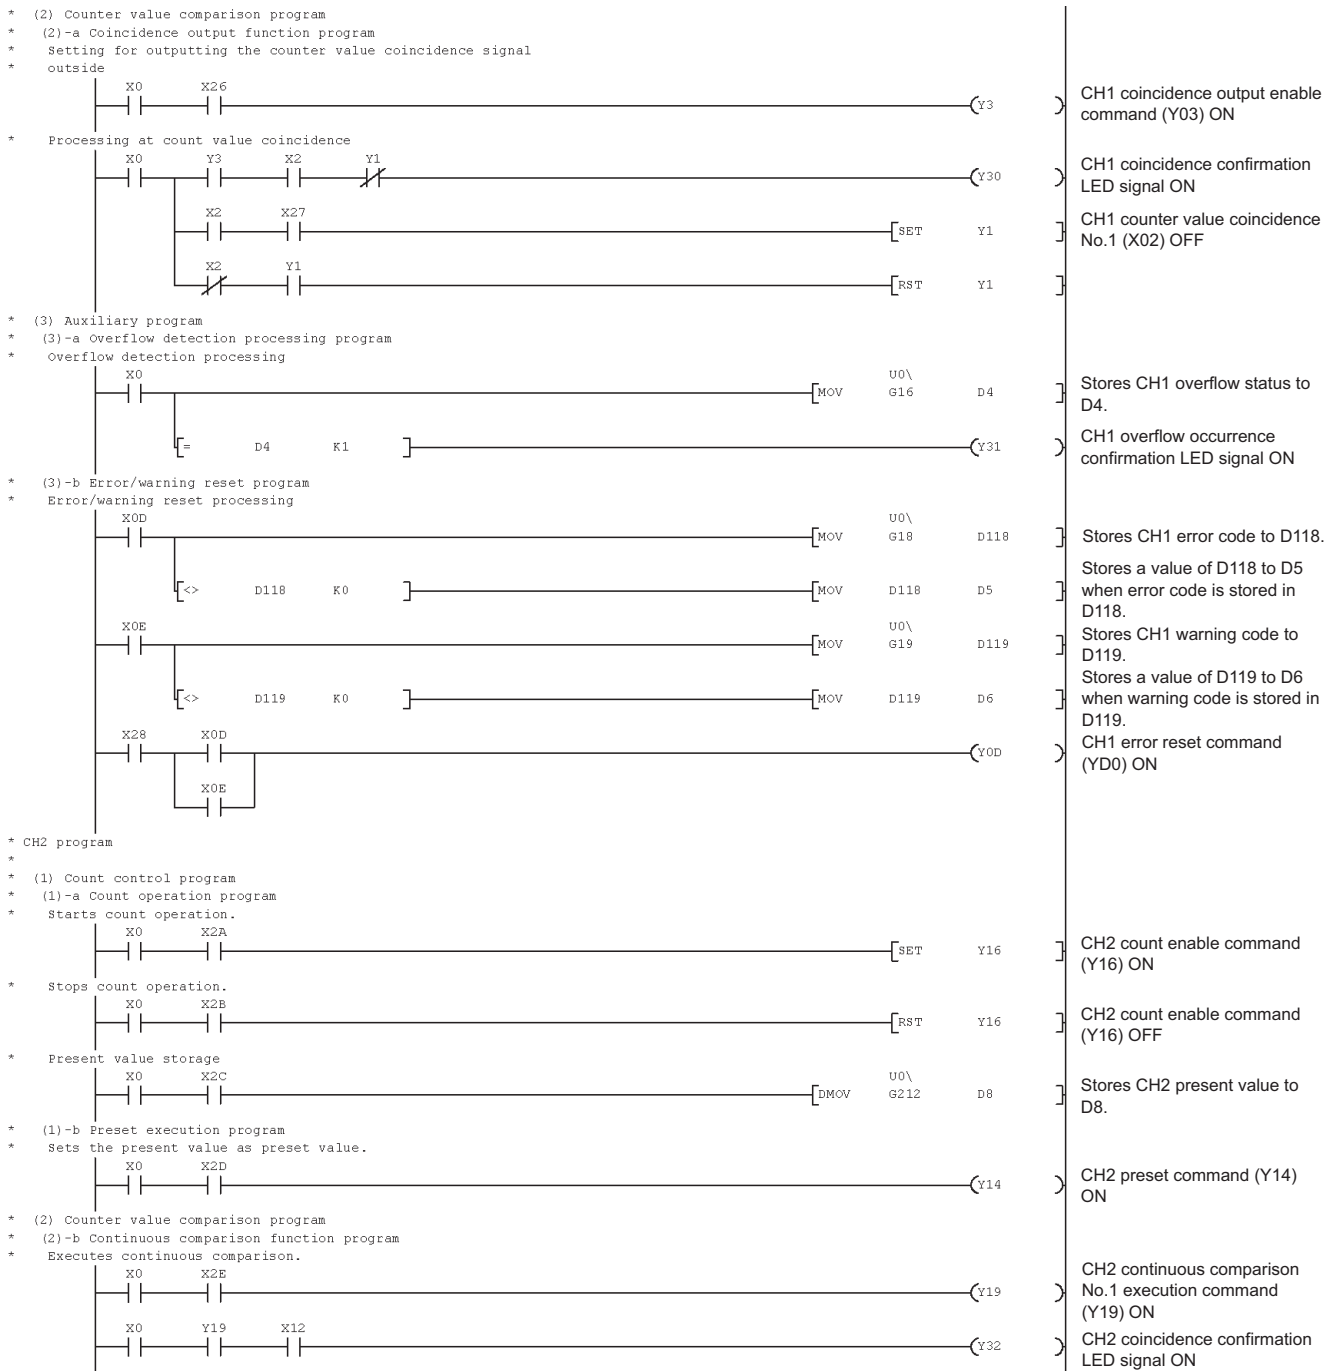 * (2) Counter value comparison program
* (2)-a Coincidence output function program
* Setting for outputting the counter value coincidence signal
* outside
X0 X26
Y3
CH1 coincidence output enable
command (Y03) ON
* Processing at count value coincidence
X0 Y3 X2 Y1
Y30
CH1 coincidence confirmation
LED signal ON
X2 X27
SET Y1
CH1 counter value coincidence
No.1 (X02) OFF
X2 Y1
RST Y1
* (3) Auxiliary program
* (3)-a Overflow detection processing program
* Overflow detection processing
X0
U0\
MOV G16 D4
Stores CH1 overflow status to
D4.
= D4 K1
Y31
CH1 overflow occurrence
confirmation LED signal ON
* (3)-b Error/warning reset program
* Error/warning reset processing
X0D
U0\
MOV G18 D118
Stores CH1 error code to D118.
<> D118 K0
MOV D118 D5
Stores a value of D118 to D5
when error code is stored in
D118.
X0E
U0\
MOV G19 D119
Stores CH1 warning code to
D119.
<> D119 K0
MOV D119 D6
Stores a value of D119 to D6
when warning code is stored in
D119.
X28 X0D
Y0D
CH1 error reset command
(YD0) ON
X0E
* CH2 program
*
* (1) Count control program
* (1)-a Count operation program
* Starts count operation.
X0 X2A
SET Y16
CH2 count enable command
(Y16) ON
* Stops count operation.
X0 X2B
RST Y16
CH2 count enable command
(Y16) OFF
* Present value storage
X0 X2C
U0\
DMOV G212 D8
Stores CH2 present value to
D8.
* (1)-b Preset execution program
* Sets the present value as preset value.
X0 X2D
Y14
CH2 preset command (Y14)
ON
* (2) Counter value comparison program
* (2)-b Continuous comparison function program
* Executes continuous comparison.
X0 X2E
Y19
CH2 continuous comparison
No.1 execution command
(Y19) ON
X0 Y19 X12
Y32
CH2 coincidence confirmation
LED signal ON